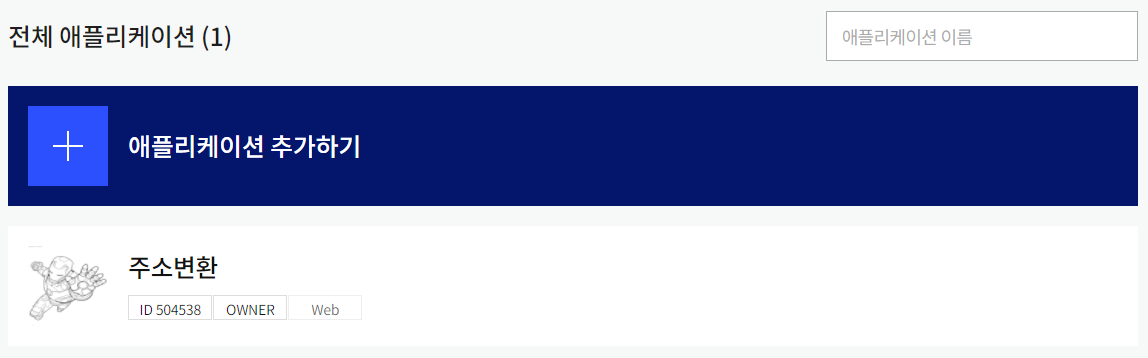 전체 애플리케이션 (1)
애플리케이션 이름
애플리케이션 추가하기
주소변환
ID 504538
OWNER
Web